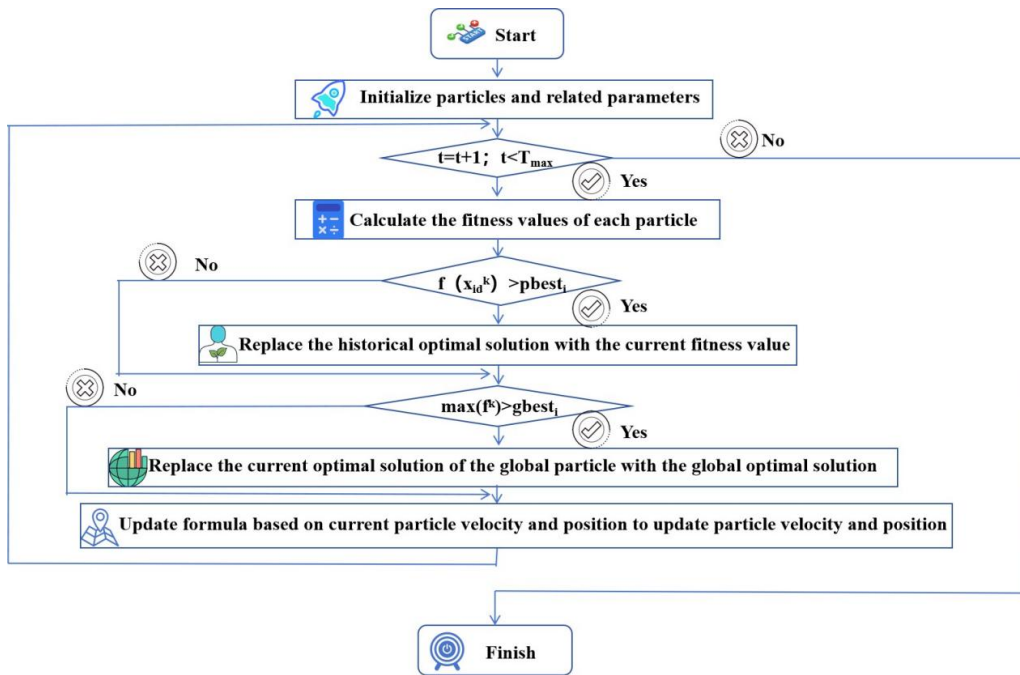 Start
Initialize particles and related parameters
No
t=t+1；t<Tmax
Yes
Calculate the fitness values of each particle
No
f（xid^k）>pbesti
Yes
Replace the historical optimal solution with the current fitness value
No
max(f^k)>gbesti
Yes
Replace the current optimal solution of the global particle with the global optimal solution
Update formula based on current particle velocity and position to update particle velocity and position
Finish